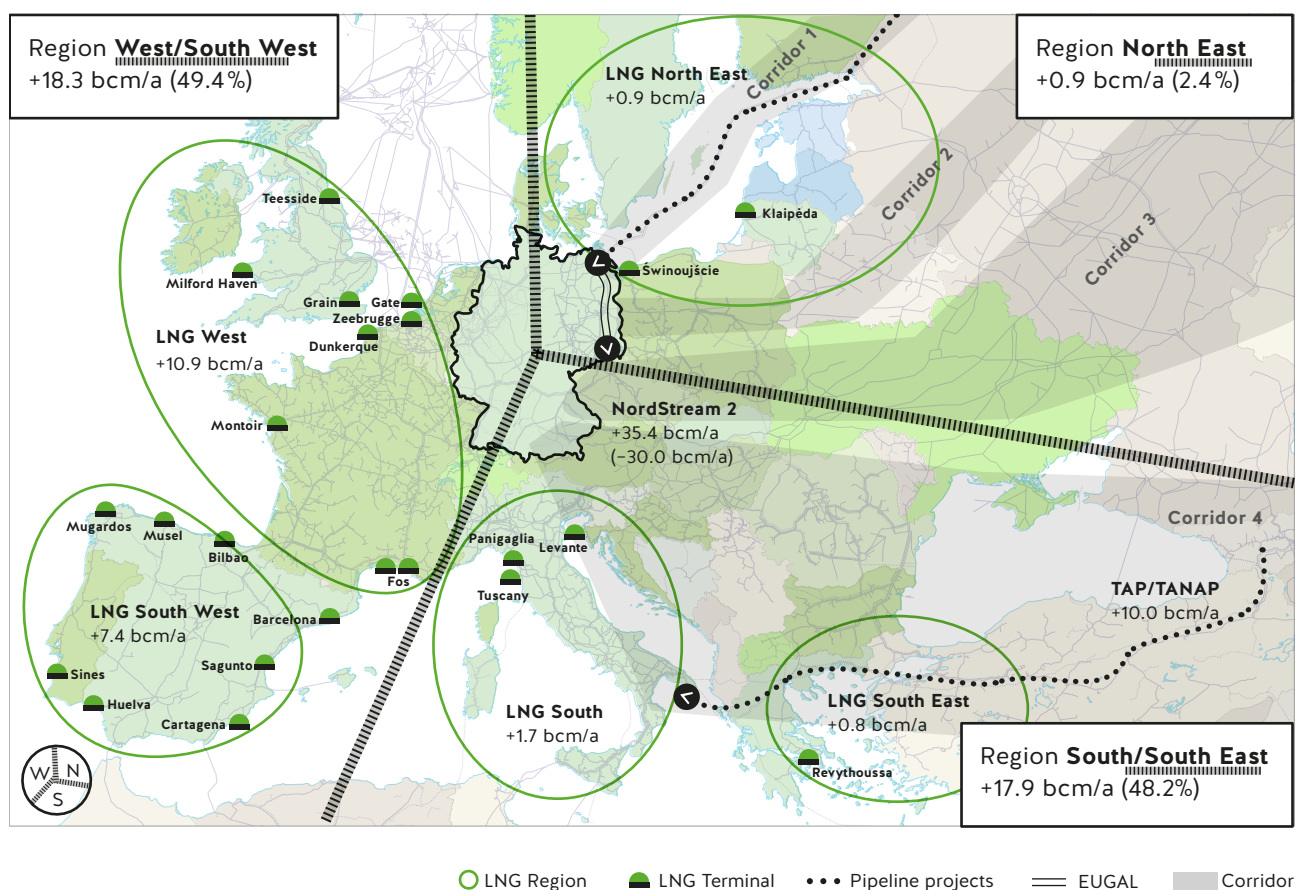 Region West/South West
+18.3 bcm/a (49.4%)
Region North East
+0.9 bcm/a (2.4%)
LNG North East
+0.9 bcm/a
Corridor 1
Corridor 2
Corridor 3
Teesside
Klaipėda
Milford Haven
Świnoujście
Grain
Gate
Zeebrugge
Dunkerque
LNG West
+10.9 bcm/a
NordStream 2
+35.4 bcm/a
(−30.0 bcm/a)
Montoir
Mugardos
Musel
Bilbao
Panigaglia
Levante
Corridor 4
Fos
Tuscany
TAP/TANAP
+10.0 bcm/a
LNG South West
+7.4 bcm/a
Barcelona
Sagunto
Sines
Huelva
Cartagena
LNG South
+1.7 bcm/a
LNG South East
+0.8 bcm/a
Revythoussa
Region South/South East
+17.9 bcm/a (48.2%)
W N
S
LNG Region LNG Terminal Pipeline projects EUGAL Corridor